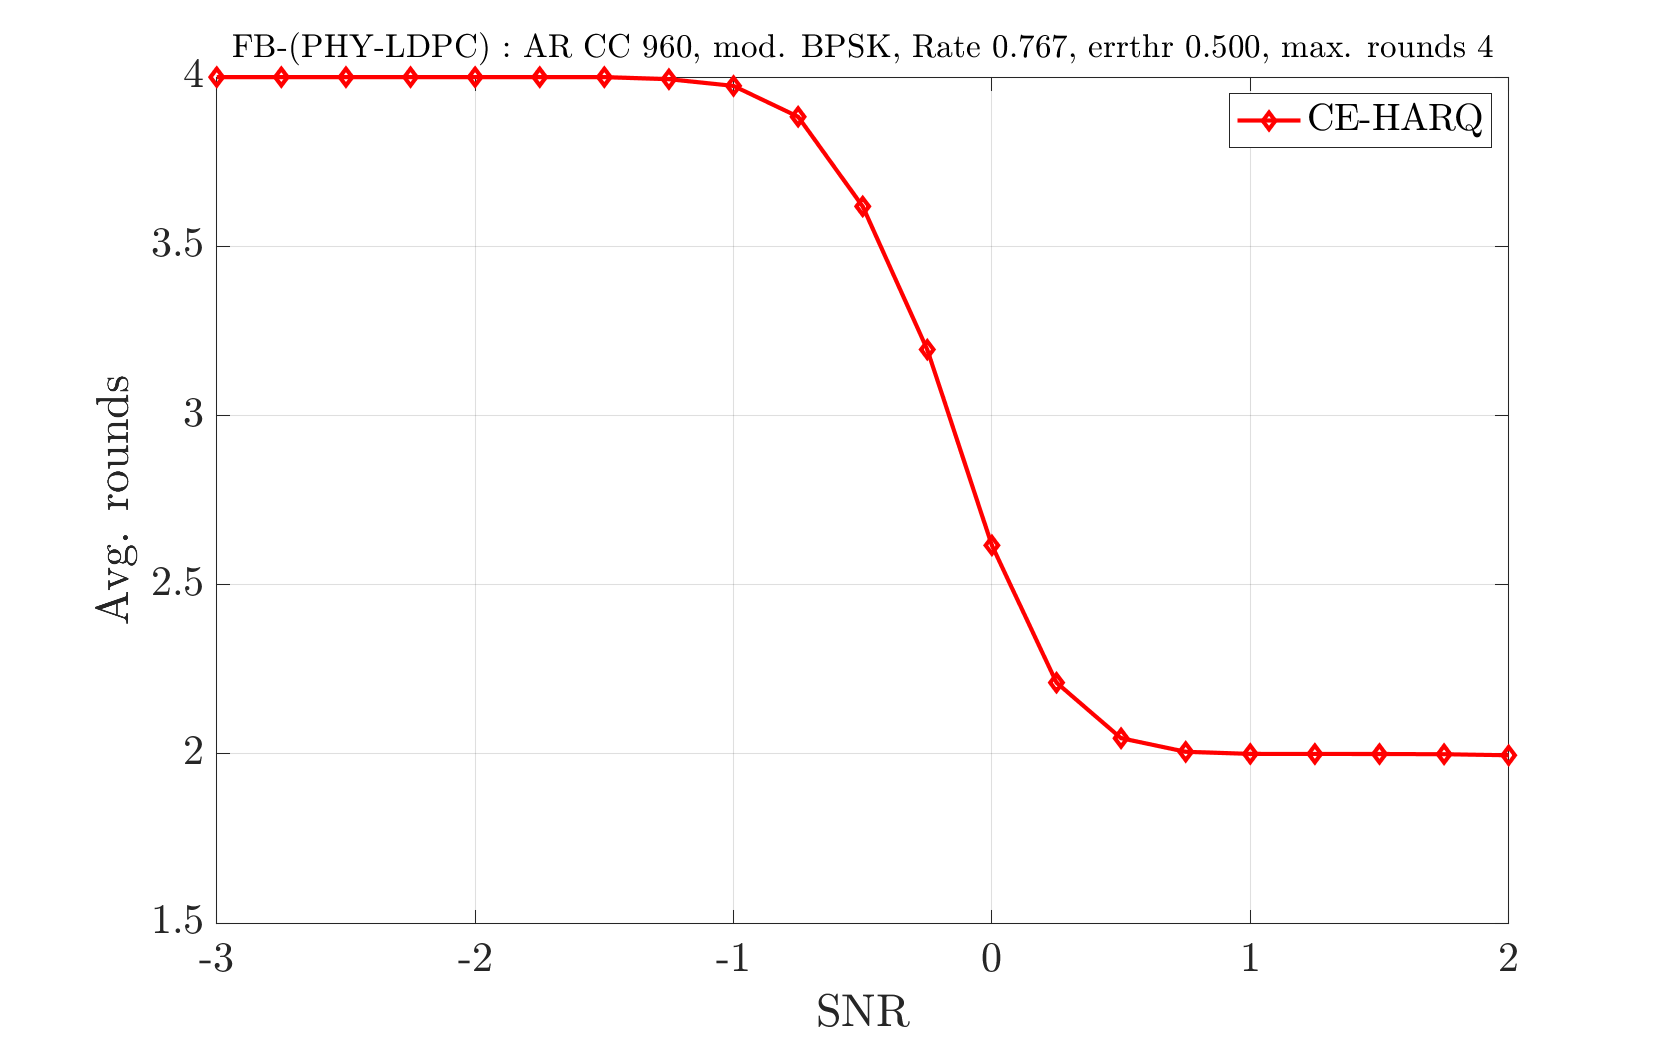 FB-(PHY-LDPC) : AR CC 960, mod. BPSK, Rate 0.767, errthr 0.500, max. rounds 4
CE-HARQ
4
3.5
3
2.5
2
1.5
Avg. rounds
-3 -2 -1 0 1 2
SNR